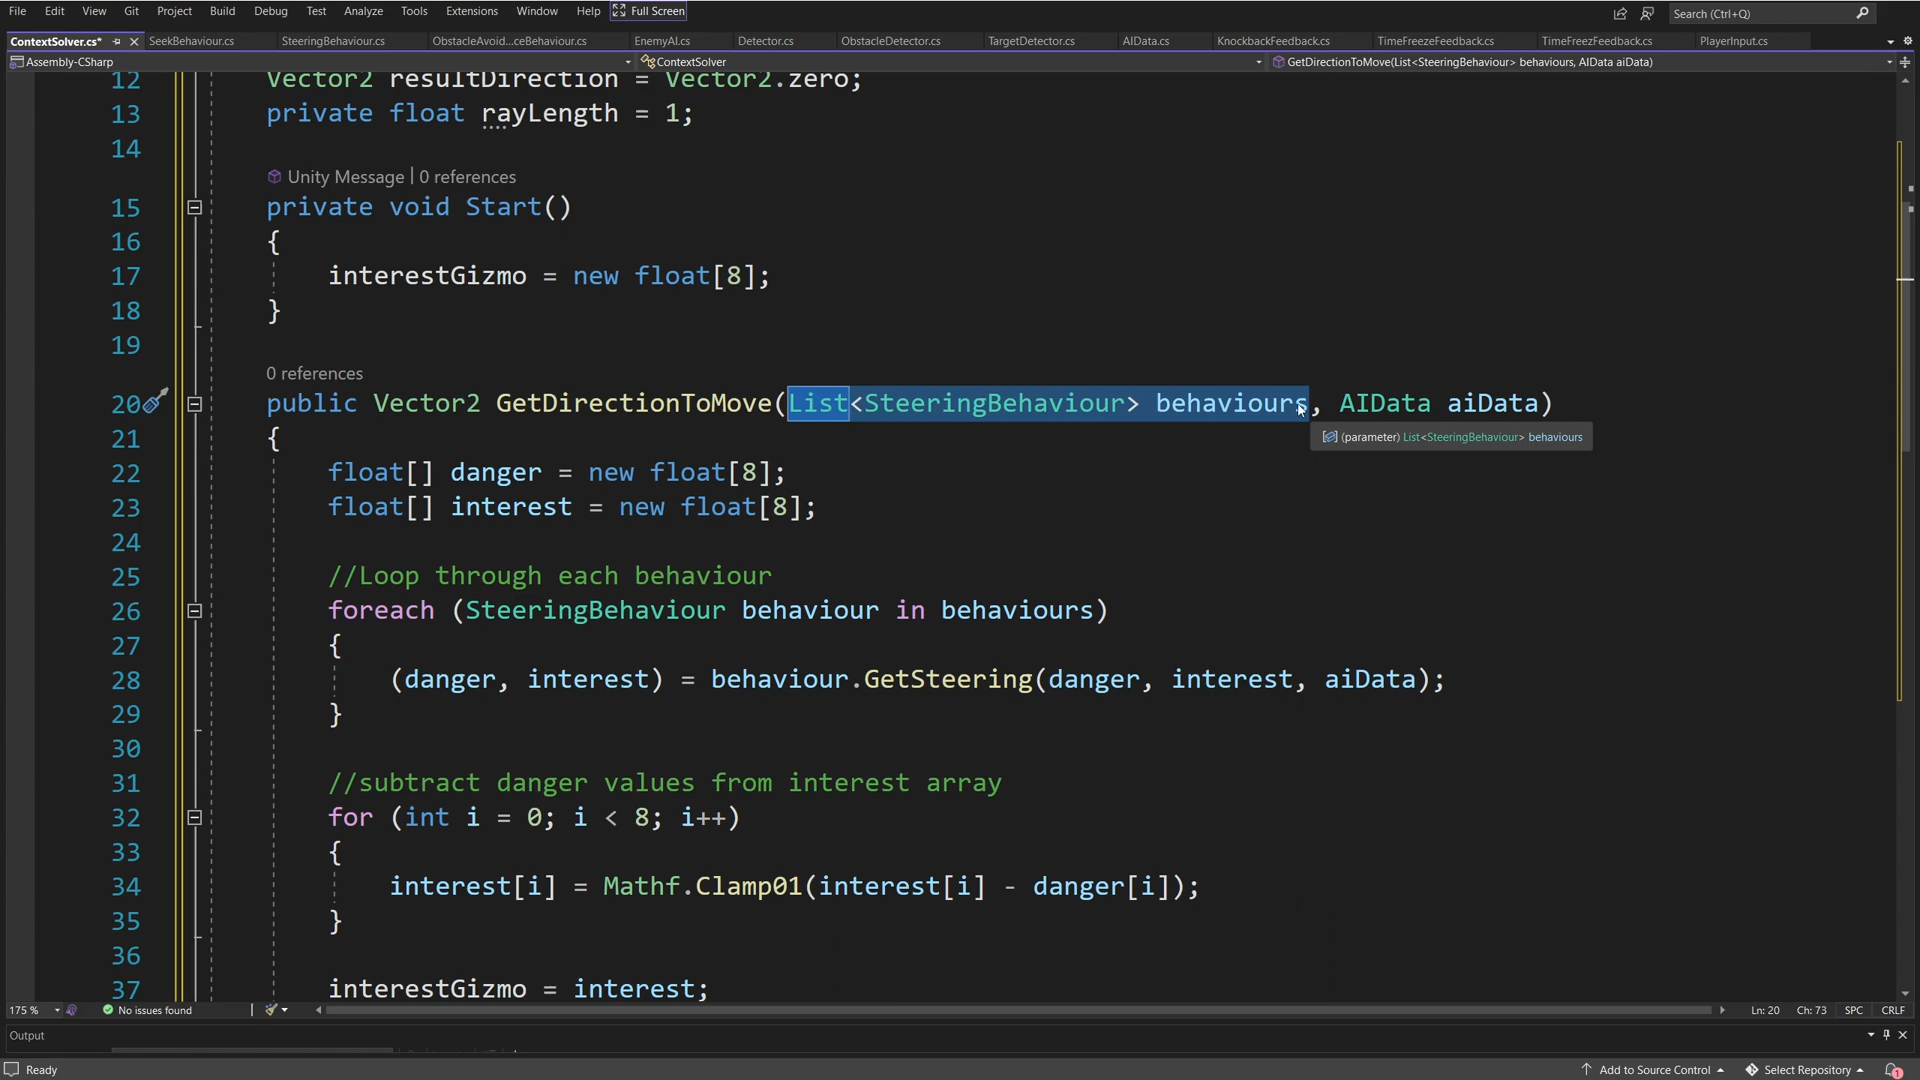 File Edit View Git Project Build Debug Test Analyze Tools Extensions Window Help Full Screen Search (Ctrl+Q)
ContextSolver.cs* SeekBehaviour.cs SteeringBehaviour.cs ObstacleAvoid...ceBehaviour.cs EnemyAI.cs Detector.cs ObstacleDetector.cs TargetDetector.cs AIData.cs KnockbackFeedback.cs TimeFreezeFeedback.cs TimeFreezFeedback.cs PlayerInput.cs
Assembly-CSharp ContextSolver GetDirectionToMove(List<SteeringBehaviour> behaviours, AIData aiData)
12 Vector2 resultDirection = Vector2.zero;
13 private float rayLength = 1;
14
Unity Message | 0 references
15 private void Start()
16 {
17 interestGizmo = new float[8];
18 }
19
0 references
20 public Vector2 GetDirectionToMove(List<SteeringBehaviour> behaviours, AIData aiData)
(parameter) List<SteeringBehaviour> behaviours
21 {
22 float[] danger = new float[8];
23 float[] interest = new float[8];
24
25 //Loop through each behaviour
26 foreach (SteeringBehaviour behaviour in behaviours)
27 {
28 (danger, interest) = behaviour.GetSteering(danger, interest, aiData);
29 }
30
31 //subtract danger values from interest array
32 for (int i = 0; i < 8; i++)
33 {
34 interest[i] = Mathf.Clamp01(interest[i] - danger[i]);
35 }
36
37 interestGizmo = interest;
175 % No issues found Ln: 20 Ch: 73 SPC CRLF
Output
Ready Add to Source Control Select Repository 1